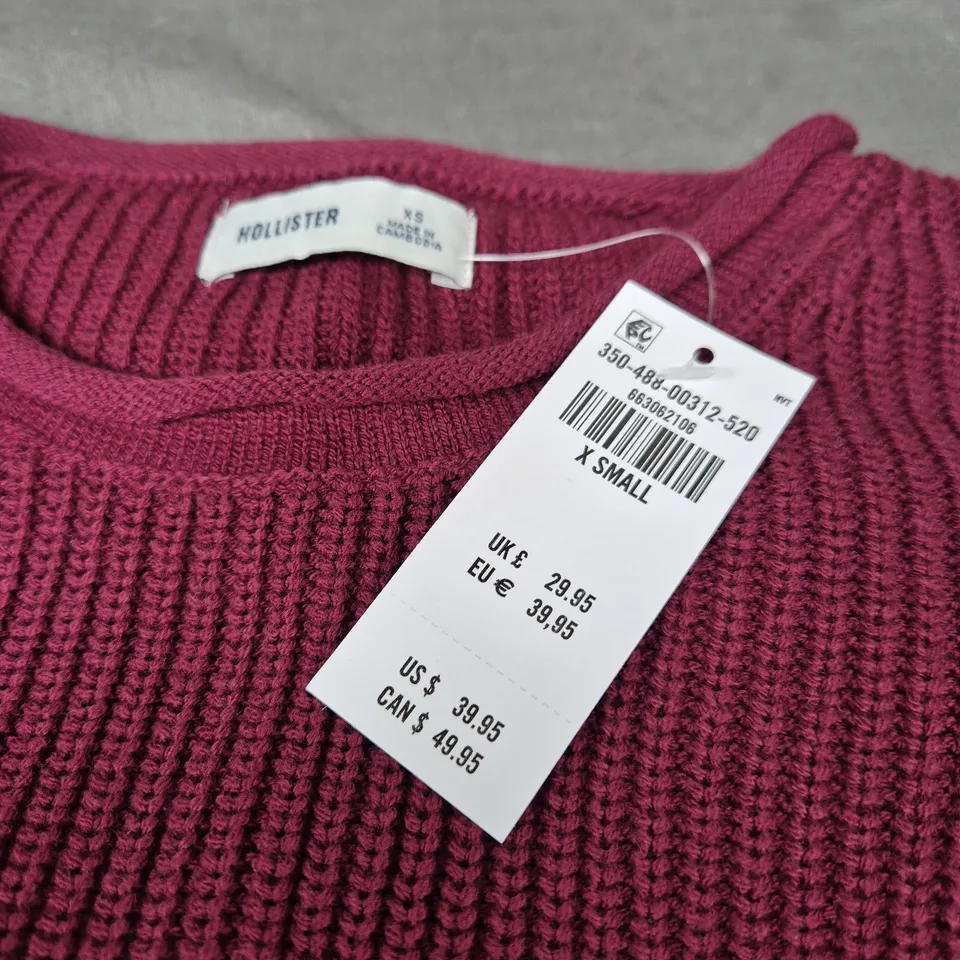 HOLLISTER
XS
MADE IN
CAMBODIA
350-488-00312-520
663062106
X SMALL
UK £ 29.95
EU € 39,95
US $ 39.95
CAN $ 49.95